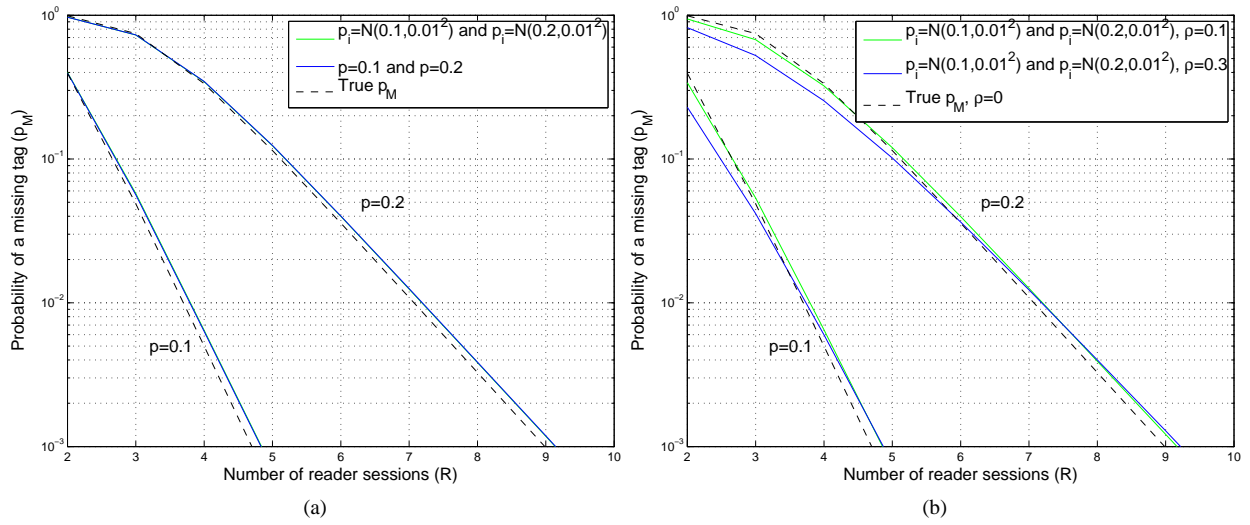 p_i=N(0.1,0.01^2) and p_i=N(0.2,0.01^2)
p=0.1 and p=0.2
True p_M
Probability of a missing tag (p_M)
10^0
10^-1
10^-2
10^-3
p=0.2
p=0.1
2 3 4 5 6 7 8 9 10
Number of reader sessions (R)
(a)
p_i=N(0.1,0.01^2) and p_i=N(0.2,0.01^2), ρ=0.1
p_i=N(0.1,0.01^2) and p_i=N(0.2,0.01^2), ρ=0.3
True p_M, ρ=0
Probability of a missing tag (p_M)
10^0
10^-1
10^-2
10^-3
p=0.2
p=0.1
2 3 4 5 6 7 8 9 10
Number of reader sessions (R)
(b)